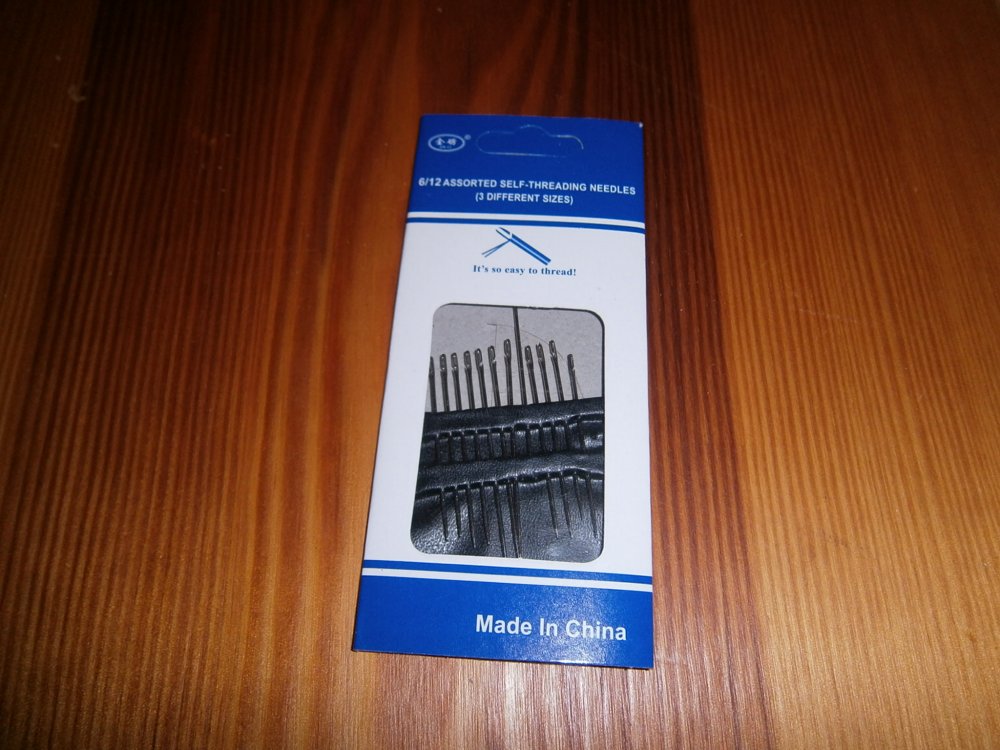 ®
6/12 ASSORTED SELF-THREADING NEEDLES
(3 DIFFERENT SIZES)
It's so easy to thread!
Made In China